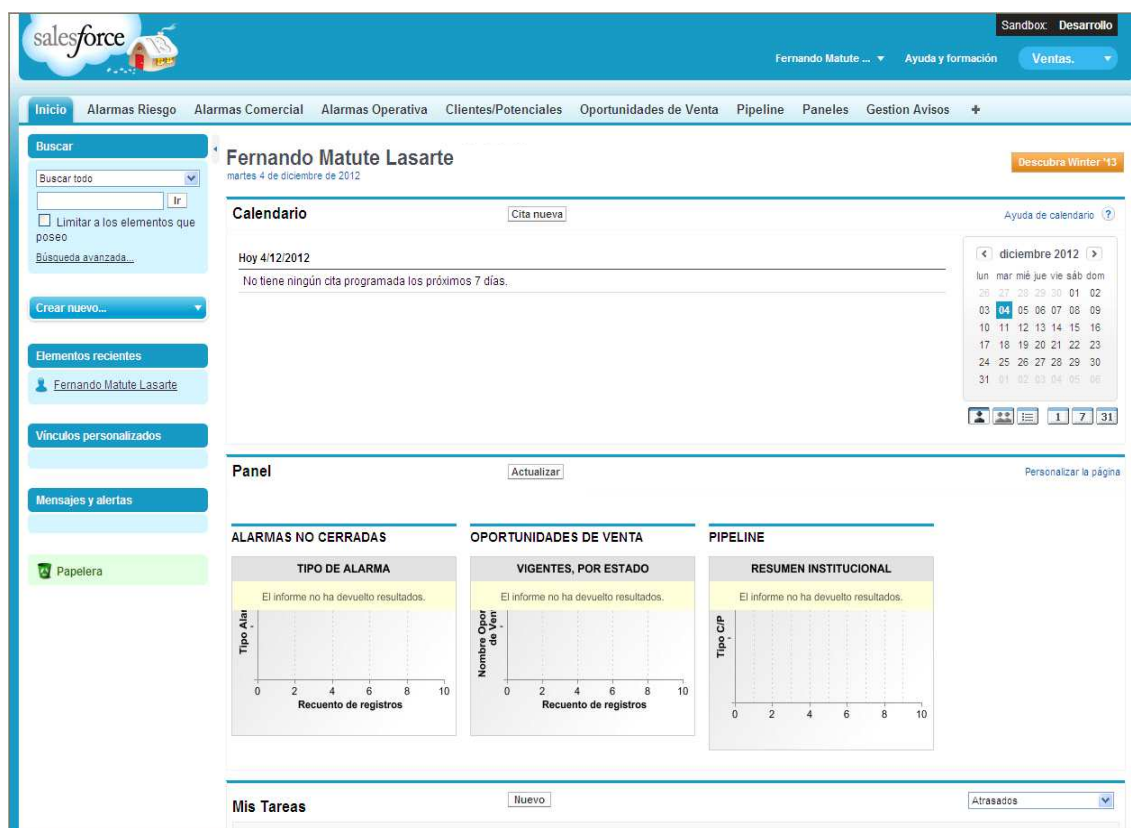 salesforce
Sandbox: Desarrollo
Fernando Matute ... Ayuda y formación Ventas.
Inicio Alarmas Riesgo Alarmas Comercial Alarmas Operativa Clientes/Potenciales Oportunidades de Venta Pipeline Paneles Gestion Avisos +
Buscar
Buscar todo
Ir
Limitar a los elementos que
poseo
Búsqueda avanzada...
Crear nuevo...
Elementos recientes
Fernando Matute Lasarte
Vínculos personalizados
Mensajes y alertas
Papelera
Fernando Matute Lasarte
martes 4 de diciembre de 2012
Descubra Winter '13
Calendario Cita nueva Ayuda de calendario ?
Hoy 4/12/2012
No tiene ningún cita programada los próximos 7 días.
< diciembre 2012 >
lun mar mié jue vie sáb dom
26 27 28 29 30 01 02
03 04 05 06 07 08 09
10 11 12 13 14 15 16
17 18 19 20 21 22 23
24 25 26 27 28 29 30
31 01 02 03 04 05 06
1 7 31
Panel Actualizar Personalizar la página
ALARMAS NO CERRADAS
TIPO DE ALARMA
El informe no ha devuelto resultados.
Tipo Alar
-
0 2 4 6 8 10
Recuento de registros
OPORTUNIDADES DE VENTA
VIGENTES, POR ESTADO
El informe no ha devuelto resultados.
Nombre Opor
de Vent
-
0 2 4 6 8 10
Recuento de registros
PIPELINE
RESUMEN INSTITUCIONAL
El informe no ha devuelto resultados.
Tipo C/P
-
0 2 4 6 8 10
Mis Tareas Nuevo Atrasados